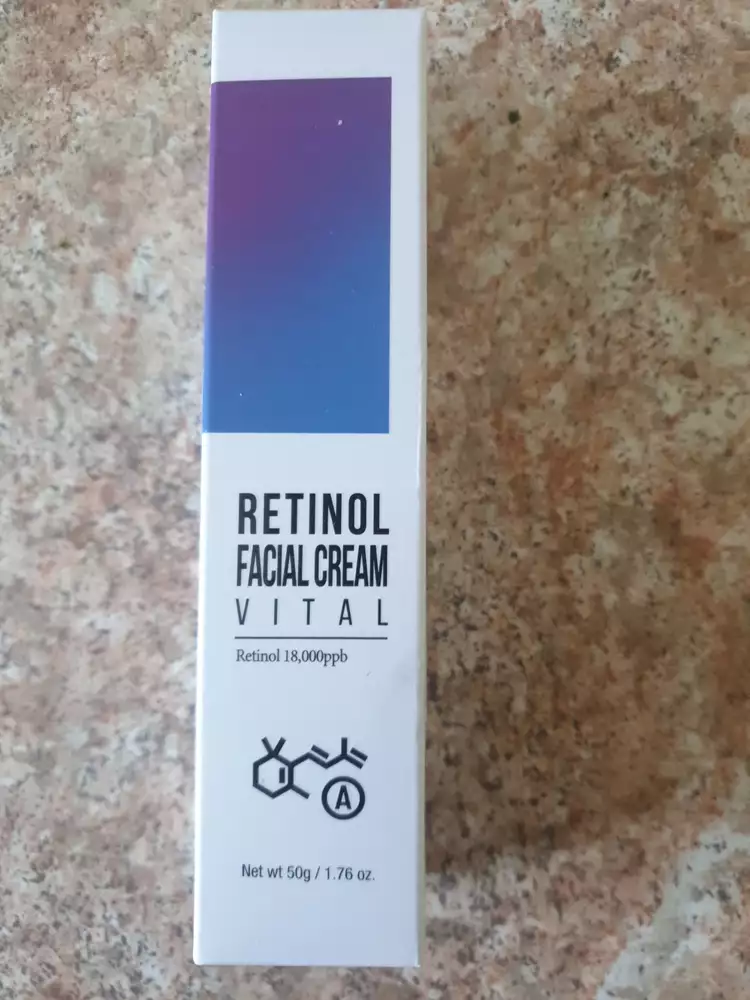 RETINOL
FACIAL CREAM
VITAL
Retinol 18,000ppb
A
Net wt 50g / 1.76 oz.